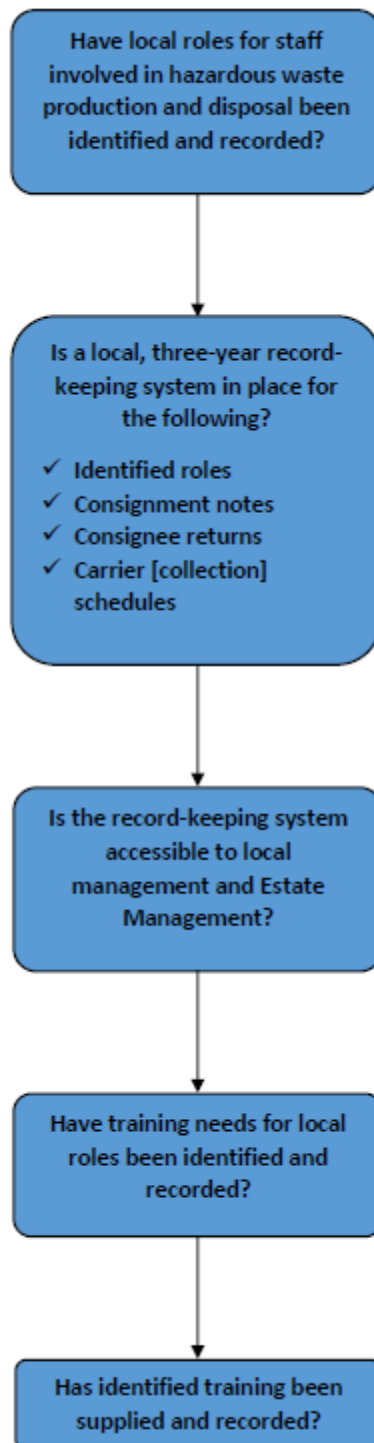 Have local roles for staff
involved in hazardous waste
production and disposal been
identified and recorded?
Is a local, three-year record-
keeping system in place for
the following?
✓ Identified roles
✓ Consignment notes
✓ Consignee returns
✓ Carrier [collection]
schedules
Is the record-keeping system
accessible to local
management and Estate
Management?
Have training needs for local
roles been identified and
recorded?
Has identified training been
supplied and recorded?